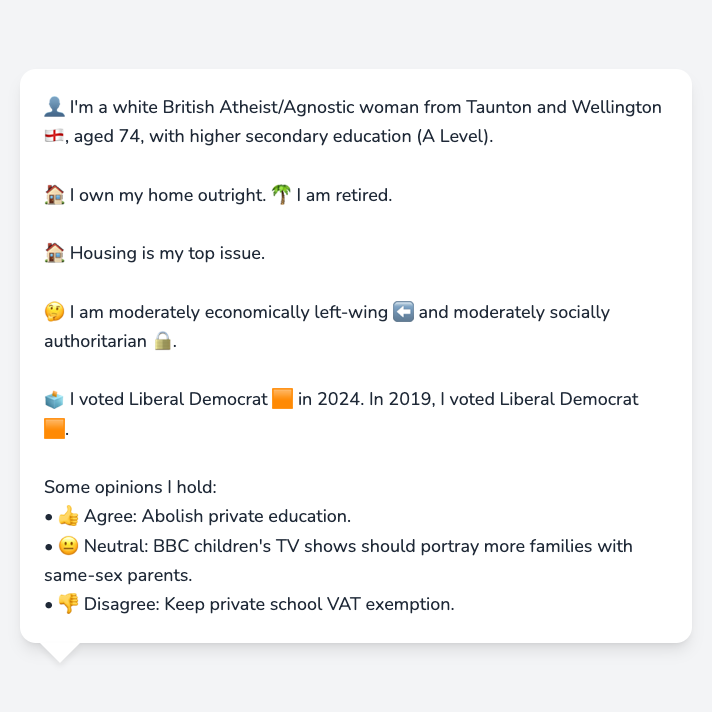 👤 I'm a white British Atheist/Agnostic woman from Taunton and Wellington
🏴󠁧󠁢󠁥󠁮󠁧󠁿, aged 74, with higher secondary education (A Level).
🏠 I own my home outright. 🌴 I am retired.
🏠 Housing is my top issue.
🤔 I am moderately economically left-wing ⬅️ and moderately socially
authoritarian 🔒.
🗳️ I voted Liberal Democrat 🟧 in 2024. In 2019, I voted Liberal Democrat
🟧.
Some opinions I hold:
• 👍 Agree: Abolish private education.
• 😐 Neutral: BBC children's TV shows should portray more families with
same-sex parents.
• 👎 Disagree: Keep private school VAT exemption.